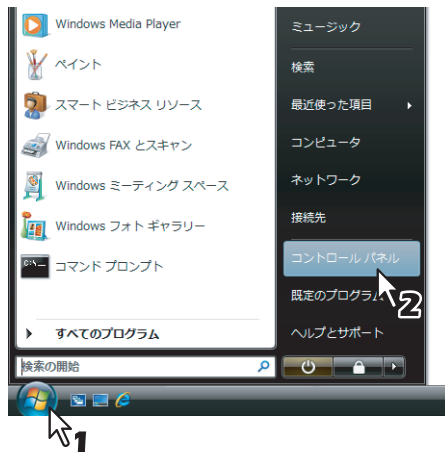 Windows Media Player
ペイント
スマート ビジネス リソース
Windows FAX とスキャン
Windows ミーティング スペース
Windows フォト ギャラリー
C:\_
コマンド プロンプト
すべてのプログラム
検索の開始
ミュージック
検索
最近使った項目
コンピュータ
ネットワーク
接続先
コントロール パネル
既定のプログラム
2
ヘルプとサポート
1